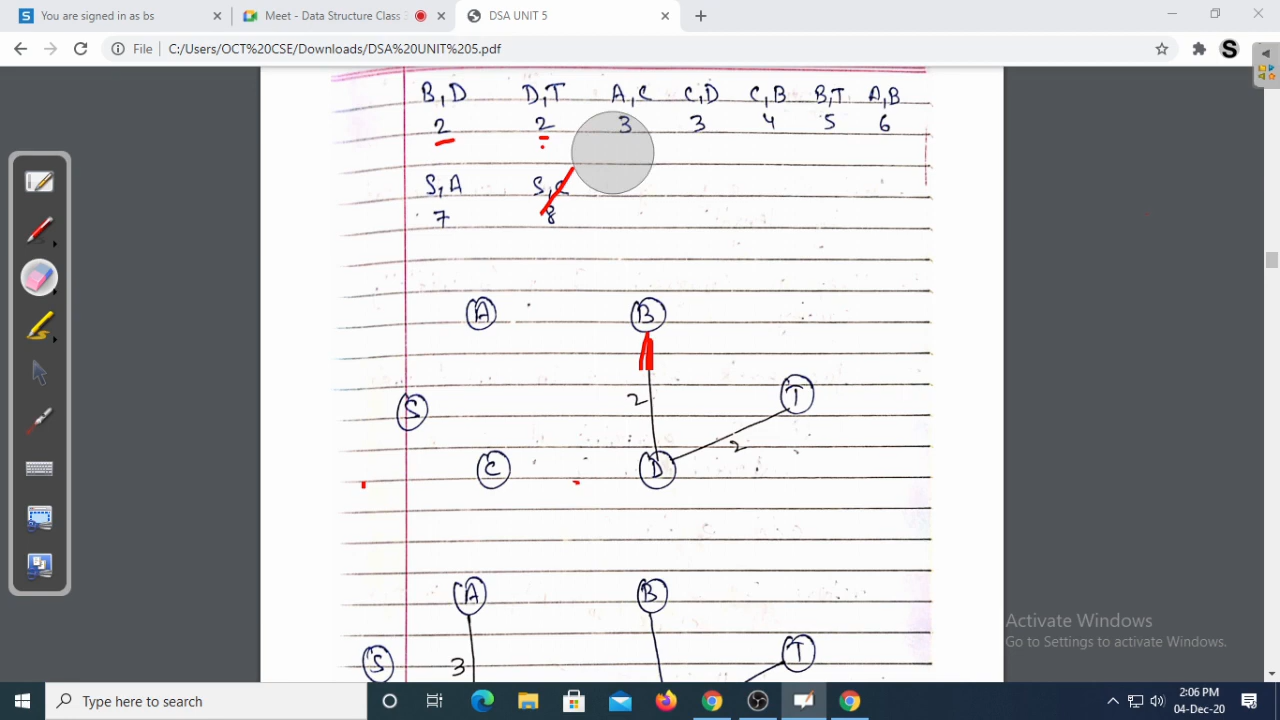 You are signed in as bs
Meet - Data Structure Class
DSA UNIT 5
File C:/Users/OCT%20CSE/Downloads/DSA%20UNIT%205.pdf
S
B,D D,T A,C C,D C,B B,T A,B
2 2 3 3 4 5 6
S,A S,C
7 8
A B
2 T
S
2
C D
A B
T
S 3
Activate Windows
Go to Settings to activate Windows.
Type here to search
2:06 PM
04-Dec-20